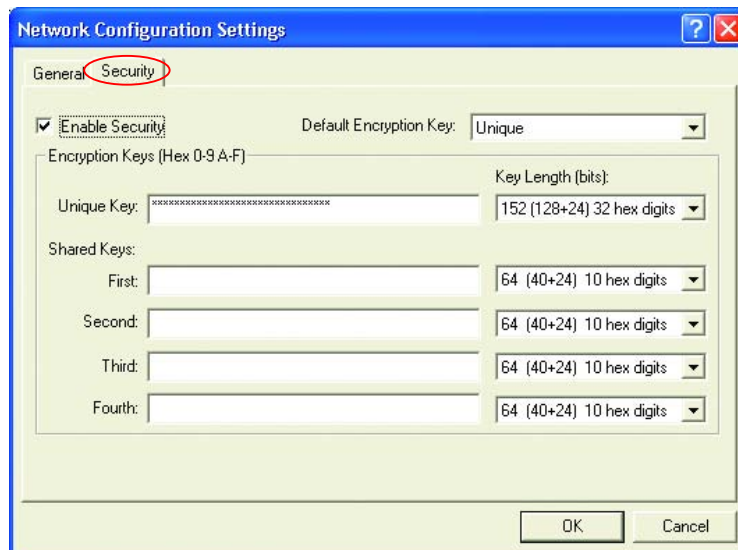 Network Configuration Settings
General Security
Enable Security Default Encryption Key: Unique
Encryption Keys (Hex 0-9 A-F)
Key Length (bits):
Unique Key: ******************************** 152 (128+24) 32 hex digits
Shared Keys:
First: 64 (40+24) 10 hex digits
Second: 64 (40+24) 10 hex digits
Third: 64 (40+24) 10 hex digits
Fourth: 64 (40+24) 10 hex digits
OK Cancel